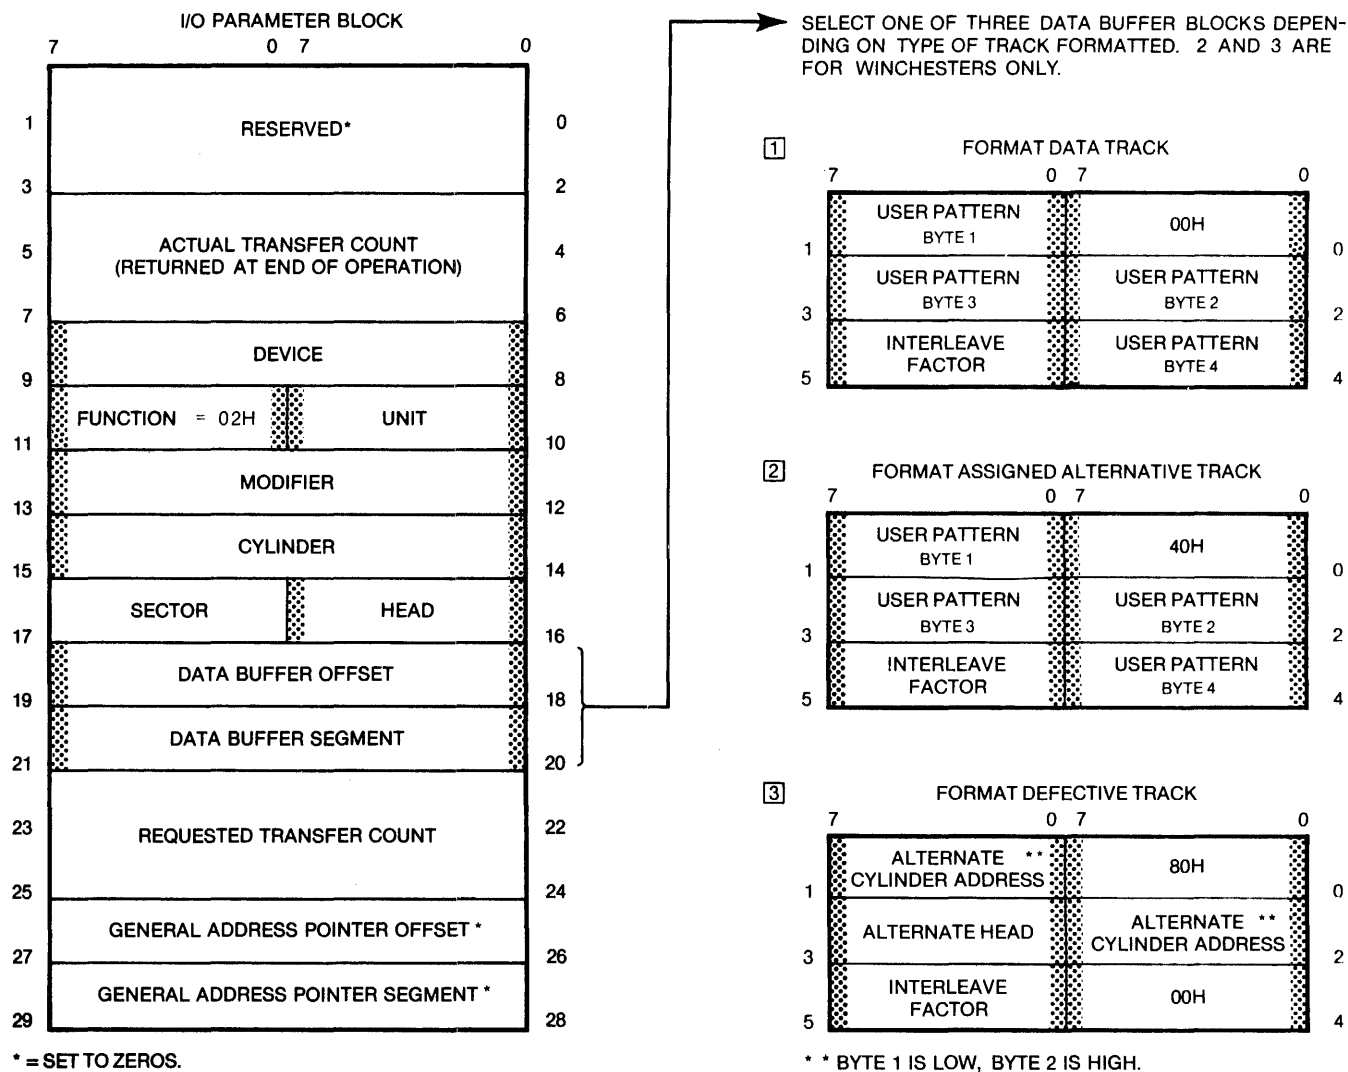 I/O PARAMETER BLOCK
7 0 7 0
1 RESERVED* 0
3 2
5 ACTUAL TRANSFER COUNT 4
(RETURNED AT END OF OPERATION)
7 6
DEVICE
9 8
FUNCTION = 02H UNIT
11 10
MODIFIER
13 12
CYLINDER
15 14
SECTOR HEAD
17 16
DATA BUFFER OFFSET
19 18
DATA BUFFER SEGMENT
21 20
23 REQUESTED TRANSFER COUNT 22
25 24
GENERAL ADDRESS POINTER OFFSET *
27 26
GENERAL ADDRESS POINTER SEGMENT *
29 28
* = SET TO ZEROS.
SELECT ONE OF THREE DATA BUFFER BLOCKS DEPEN-
DING ON TYPE OF TRACK FORMATTED. 2 AND 3 ARE
FOR WINCHESTERS ONLY.
1 FORMAT DATA TRACK
7 0 7 0
USER PATTERN 00H
BYTE 1
1 0
USER PATTERN USER PATTERN
BYTE 3 BYTE 2
3 2
INTERLEAVE USER PATTERN
FACTOR BYTE 4
5 4
2 FORMAT ASSIGNED ALTERNATIVE TRACK
7 0 7 0
USER PATTERN 40H
BYTE 1
1 0
USER PATTERN USER PATTERN
BYTE 3 BYTE 2
3 2
INTERLEAVE USER PATTERN
FACTOR BYTE 4
5 4
3 FORMAT DEFECTIVE TRACK
7 0 7 0
ALTERNATE ** 80H
CYLINDER ADDRESS
1 0
ALTERNATE HEAD ALTERNATE **
CYLINDER ADDRESS
3 2
INTERLEAVE 00H
FACTOR
5 4
* * BYTE 1 IS LOW, BYTE 2 IS HIGH.